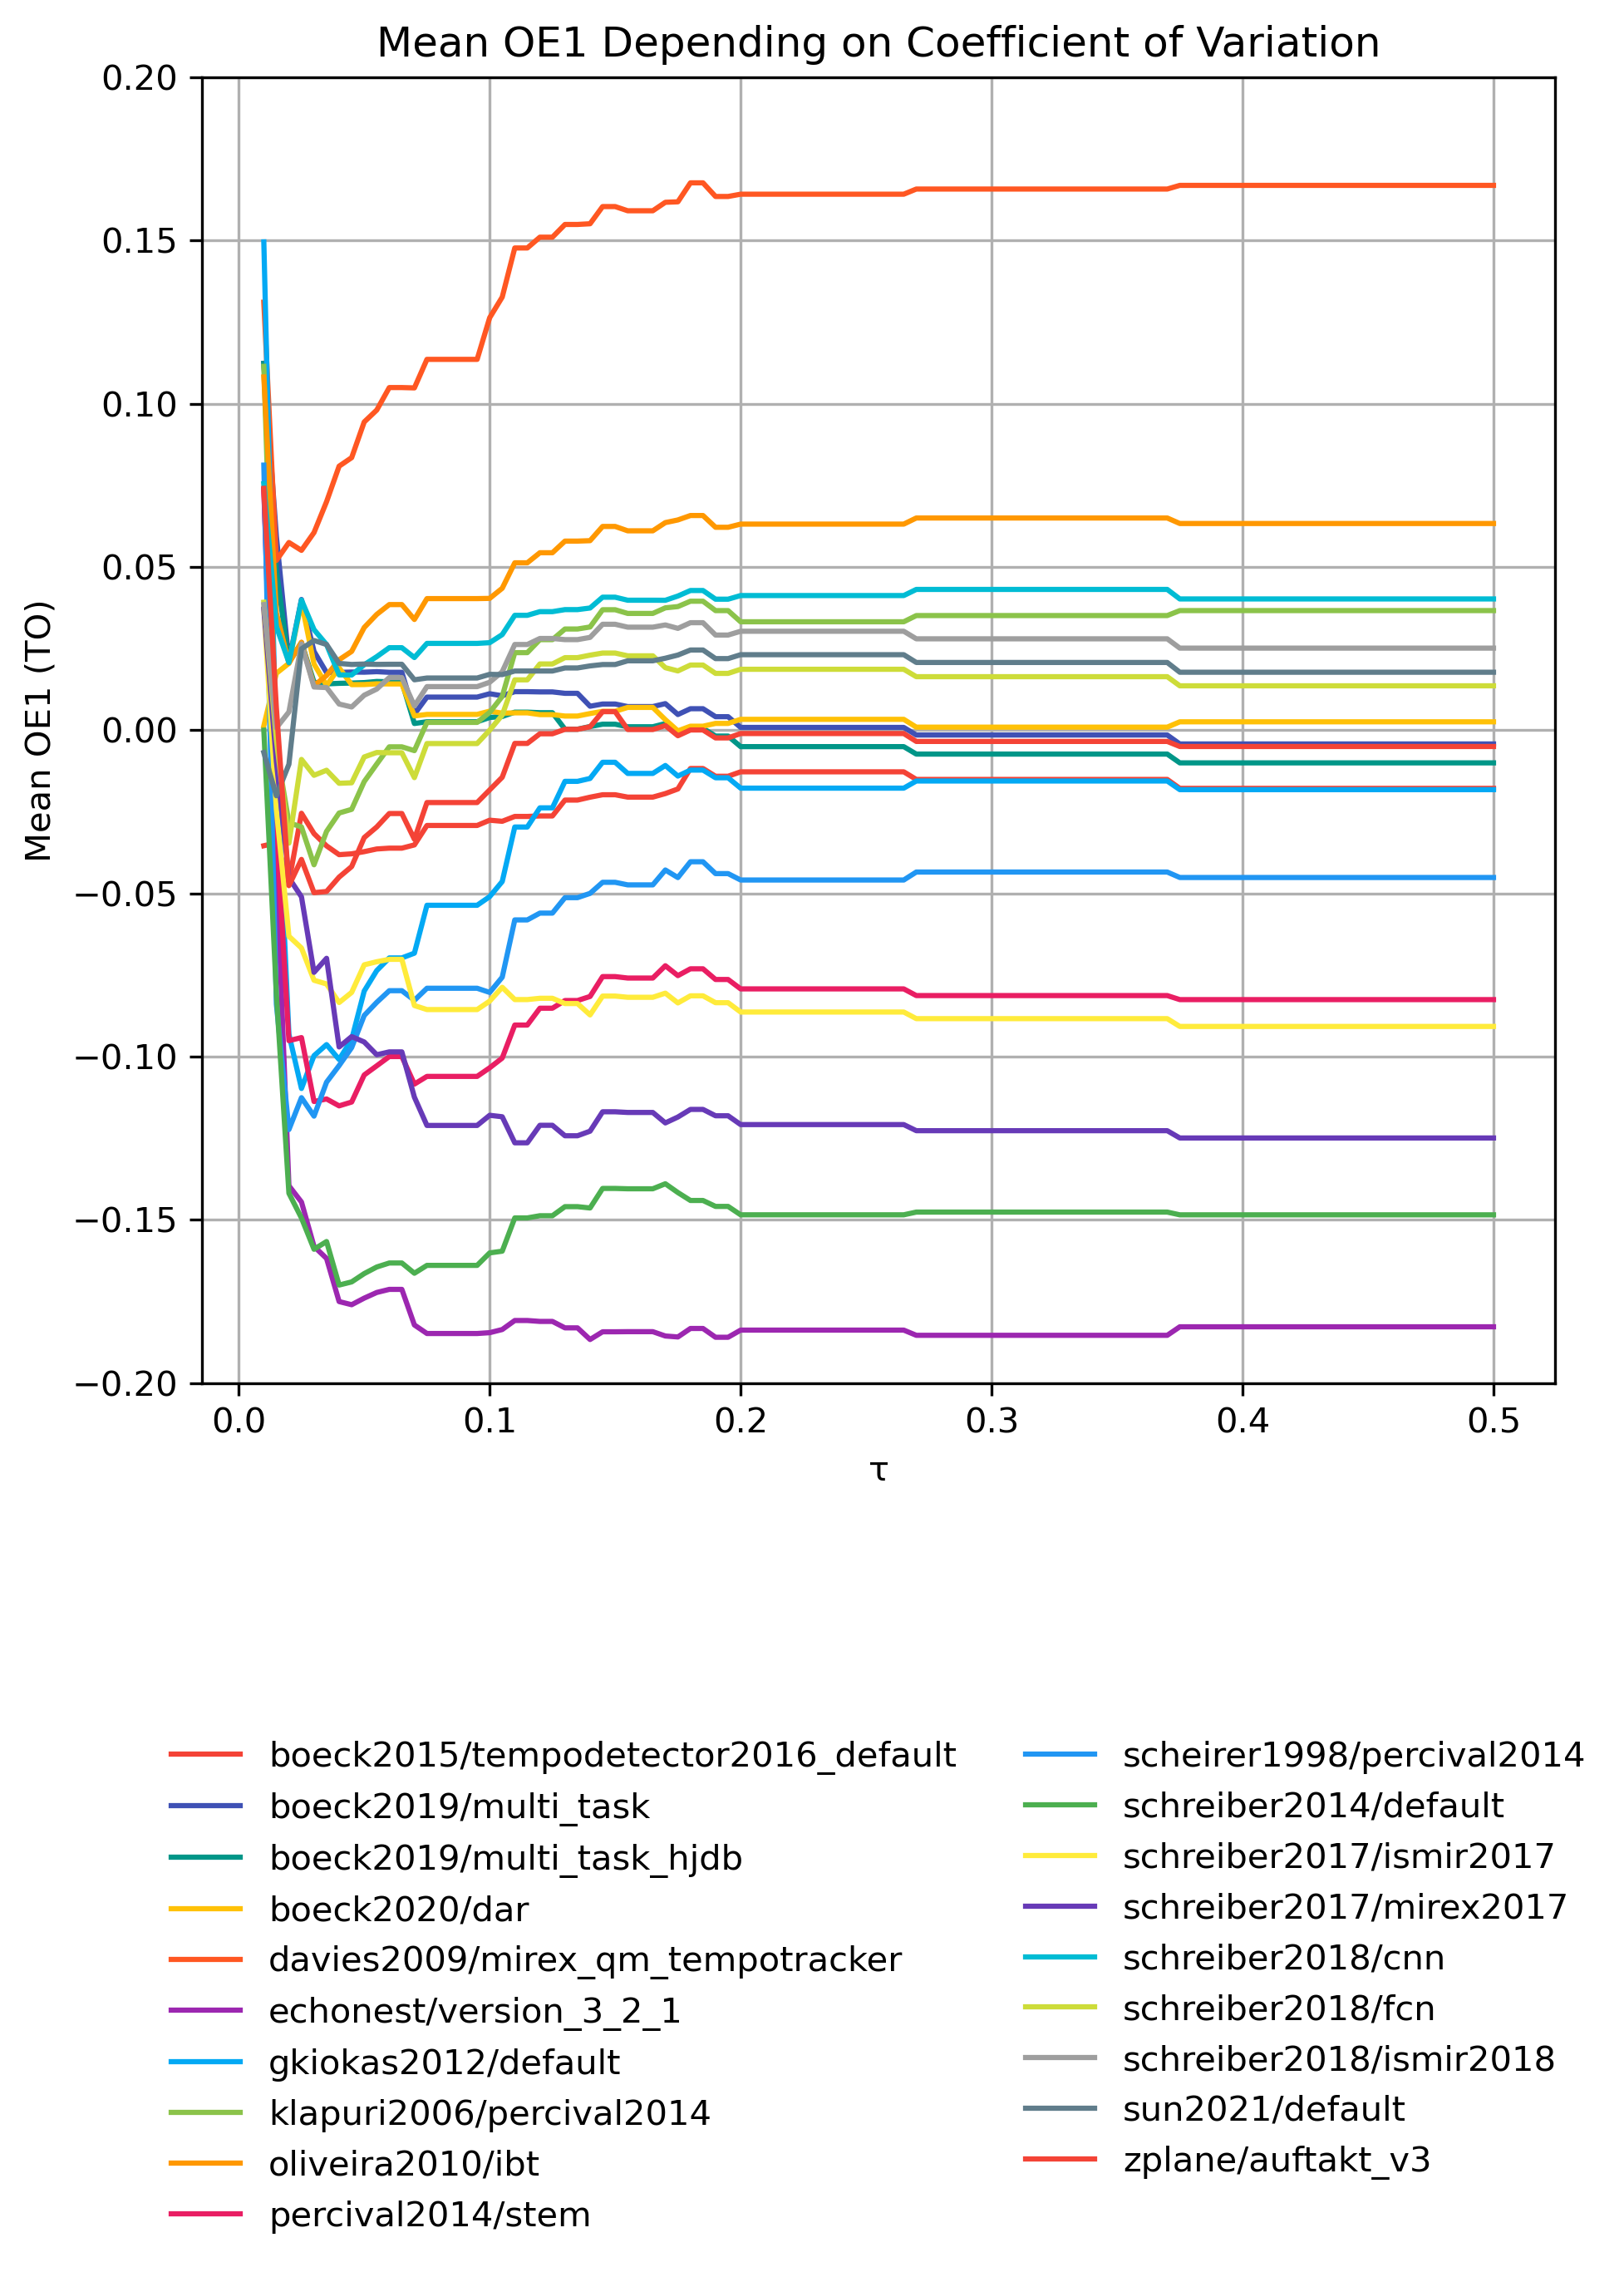 Mean OE1 Depending on Coefficient of Variation
0.20
0.15
0.10
0.05
0.00
−0.05
−0.10
−0.15
−0.20
Mean OE1 (TO)
0.0 0.1 0.2 0.3 0.4 0.5
τ
boeck2015/tempodetector2016_default
boeck2019/multi_task
boeck2019/multi_task_hjdb
boeck2020/dar
davies2009/mirex_qm_tempotracker
echonest/version_3_2_1
gkiokas2012/default
klapuri2006/percival2014
oliveira2010/ibt
percival2014/stem
scheirer1998/percival2014
schreiber2014/default
schreiber2017/ismir2017
schreiber2017/mirex2017
schreiber2018/cnn
schreiber2018/fcn
schreiber2018/ismir2018
sun2021/default
zplane/auftakt_v3